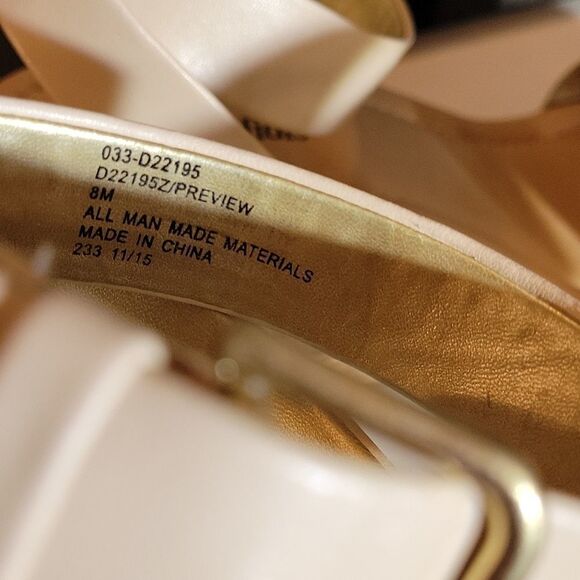 033-D22195
D22195Z/PREVIEW
8M
ALL MAN MADE MATERIALS
MADE IN CHINA
233 11/15